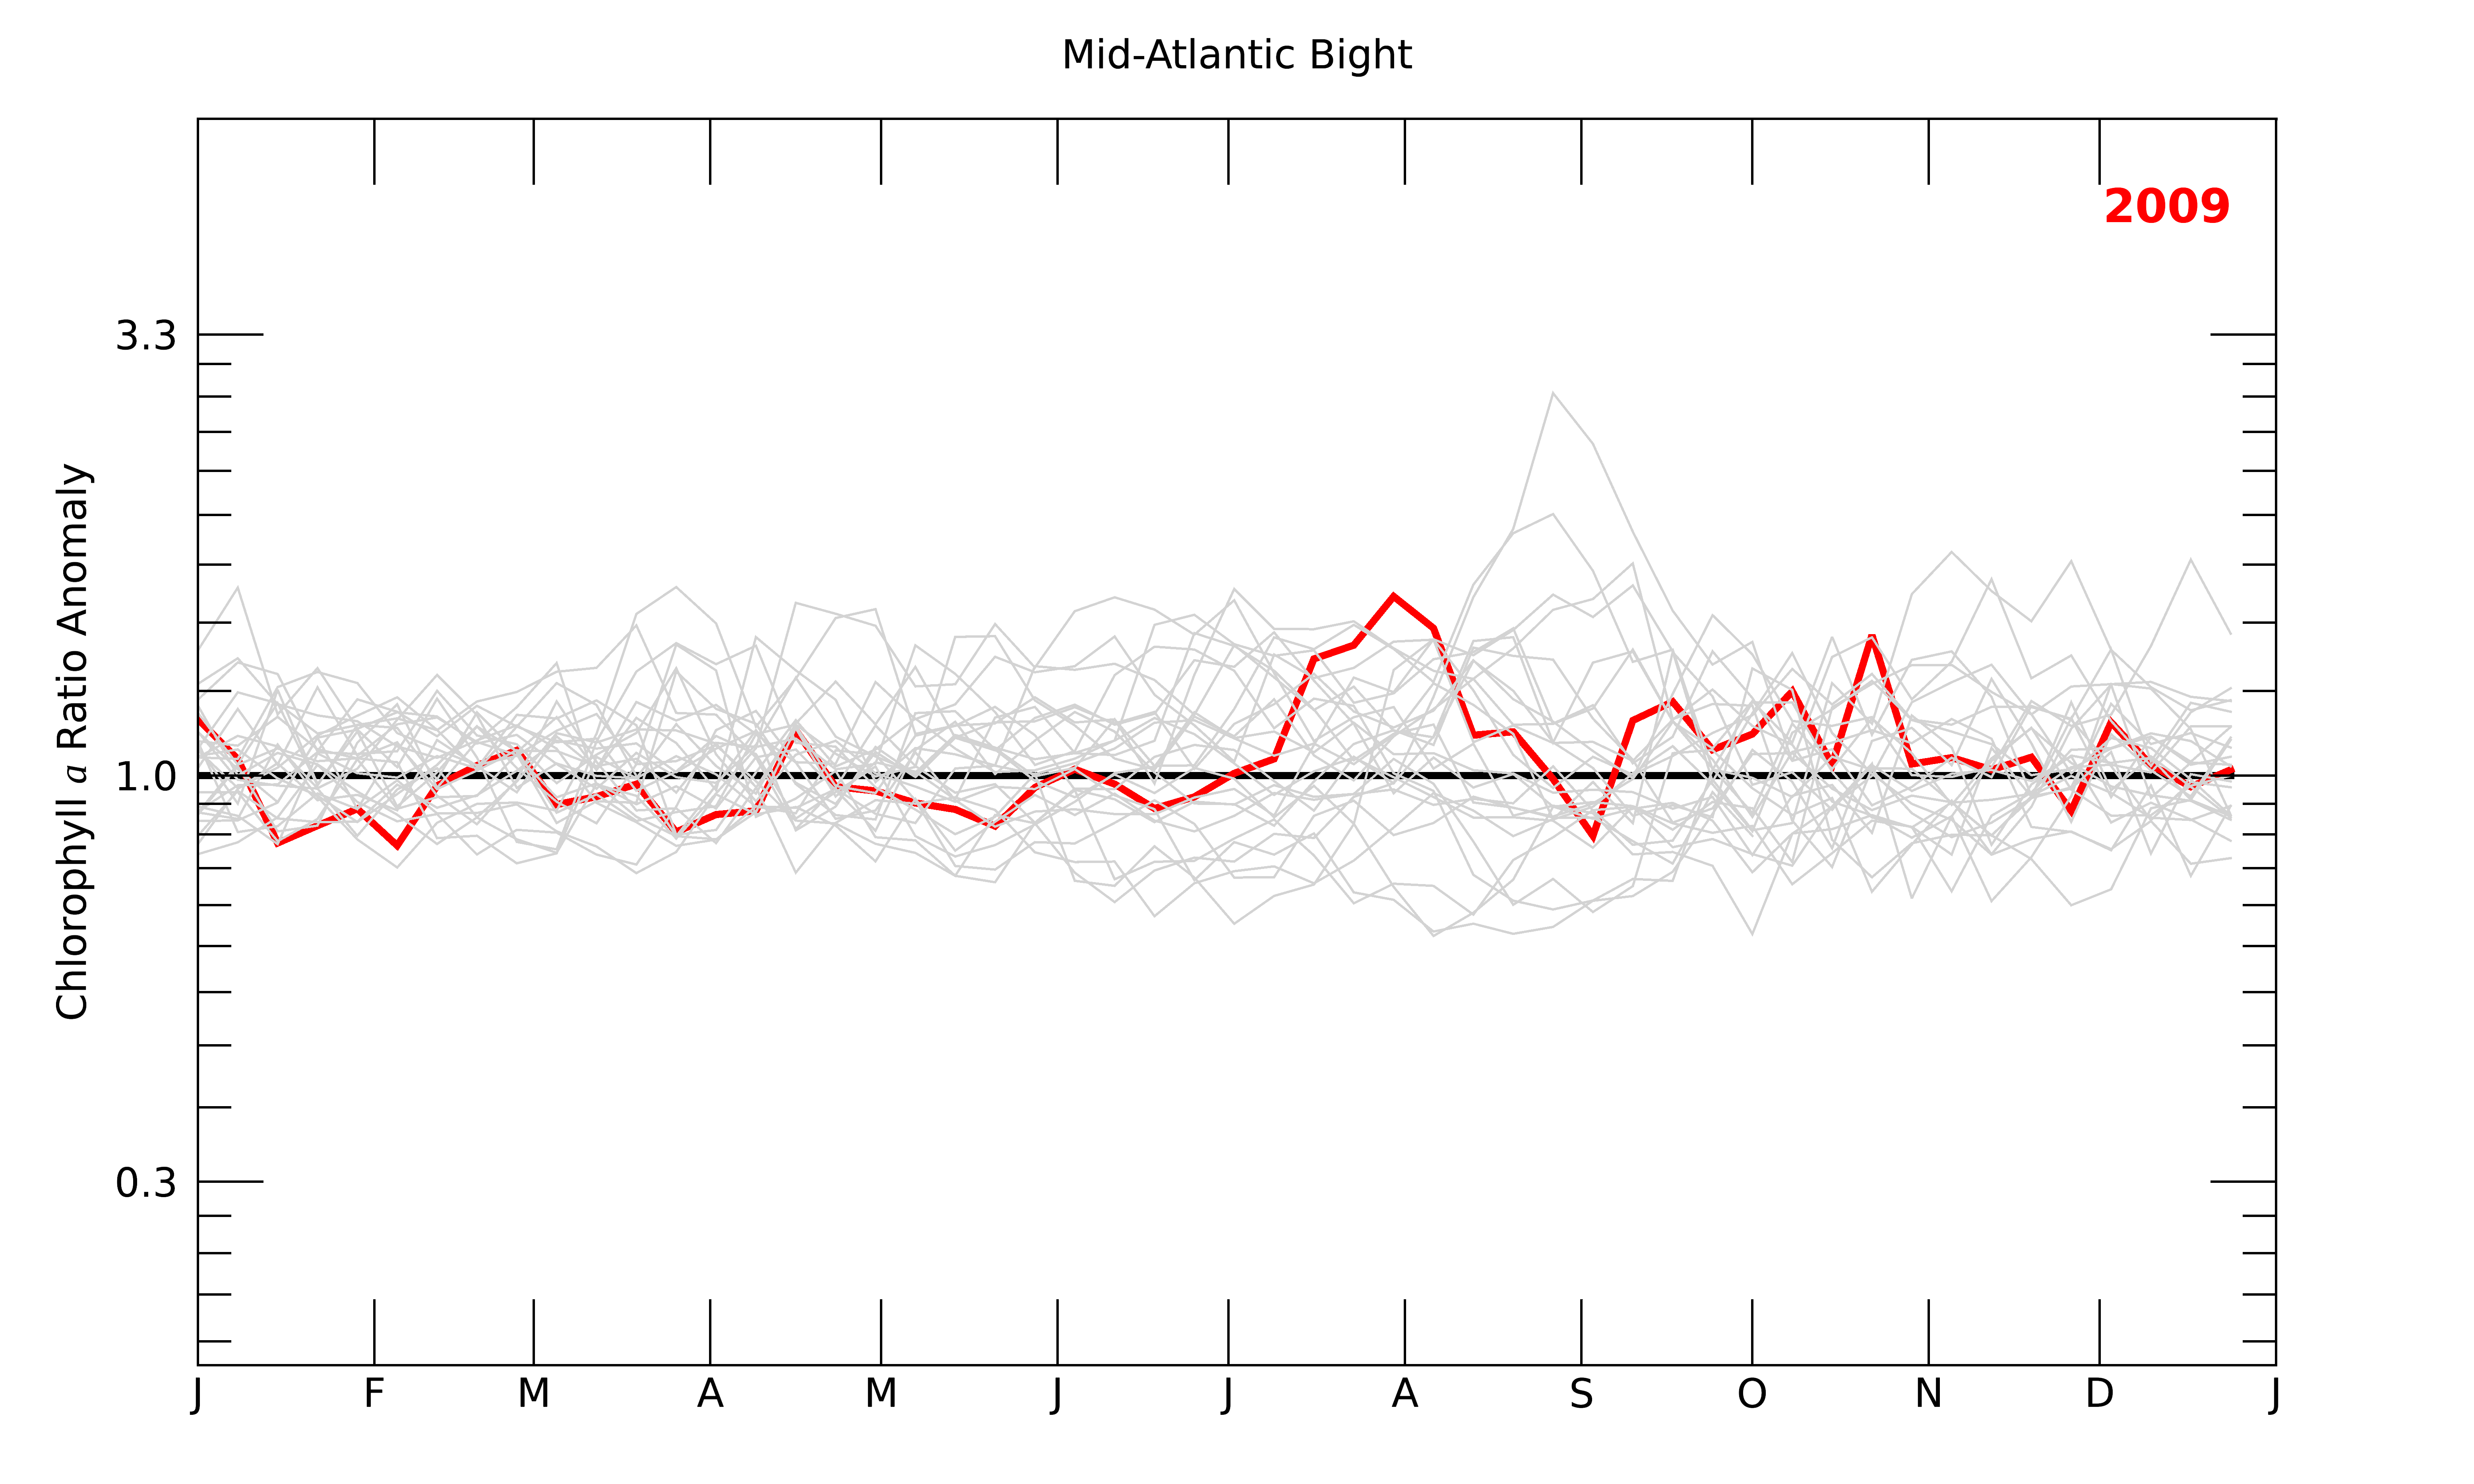 Mid-Atlantic Bight
2009
3.3
1.0
0.3
Chlorophyll a Ratio Anomaly
J F M A M J J A S O N D J